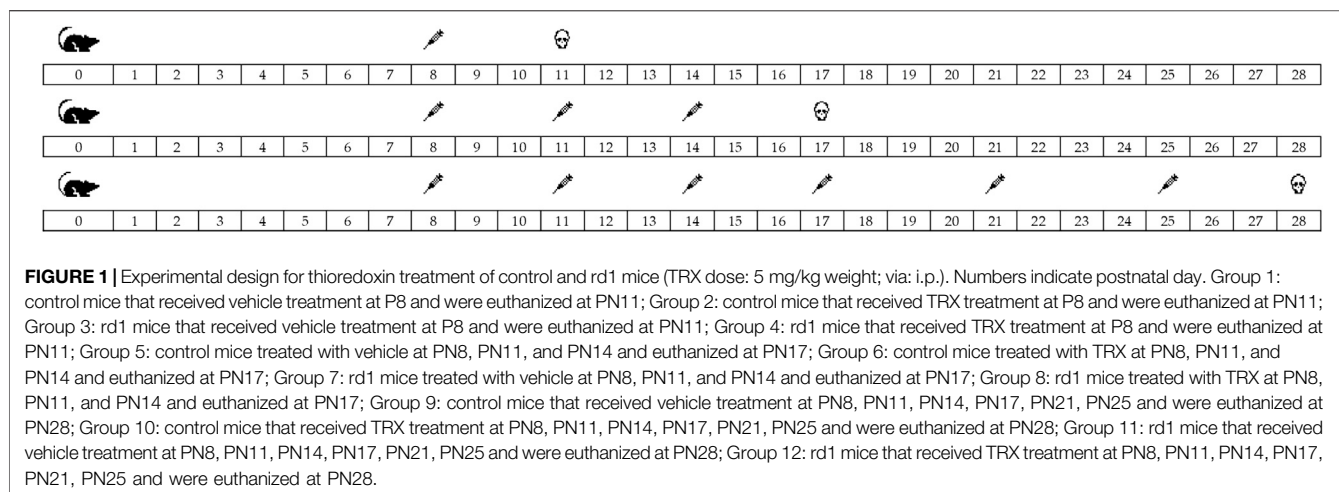 0 1 2 3 4 5 6 7 8 9 10 11 12 13 14 15 16 17 18 19 20 21 22 23 24 25 26 27 28
0 1 2 3 4 5 6 7 8 9 10 11 12 13 14 15 16 17 18 19 20 21 22 23 24 25 26 27 28
0 1 2 3 4 5 6 7 8 9 10 11 12 13 14 15 16 17 18 19 20 21 22 23 24 25 26 27 28
FIGURE 1 | Experimental design for thioredoxin treatment of control and rd1 mice (TRX dose: 5 mg/kg weight; via: i.p.). Numbers indicate postnatal day. Group 1:
control mice that received vehicle treatment at P8 and were euthanized at PN11; Group 2: control mice that received TRX treatment at P8 and were euthanized at PN11;
Group 3: rd1 mice that received vehicle treatment at P8 and were euthanized at PN11; Group 4: rd1 mice that received TRX treatment at P8 and were euthanized at
PN11; Group 5: control mice treated with vehicle at PN8, PN11, and PN14 and euthanized at PN17; Group 6: control mice treated with TRX at PN8, PN11, and
PN14 and euthanized at PN17; Group 7: rd1 mice treated with vehicle at PN8, PN11, and PN14 and euthanized at PN17; Group 8: rd1 mice treated with TRX at PN8,
PN11, and PN14 and euthanized at PN17; Group 9: control mice that received vehicle treatment at PN8, PN11, PN14, PN17, PN21, PN25 and were euthanized at
PN28; Group 10: control mice that received TRX treatment at PN8, PN11, PN14, PN17, PN21, PN25 and were euthanized at PN28; Group 11: rd1 mice that received
vehicle treatment at PN8, PN11, PN14, PN17, PN21, PN25 and were euthanized at PN28; Group 12: rd1 mice that received TRX treatment at PN8, PN11, PN14, PN17,
PN21, PN25 and were euthanized at PN28.